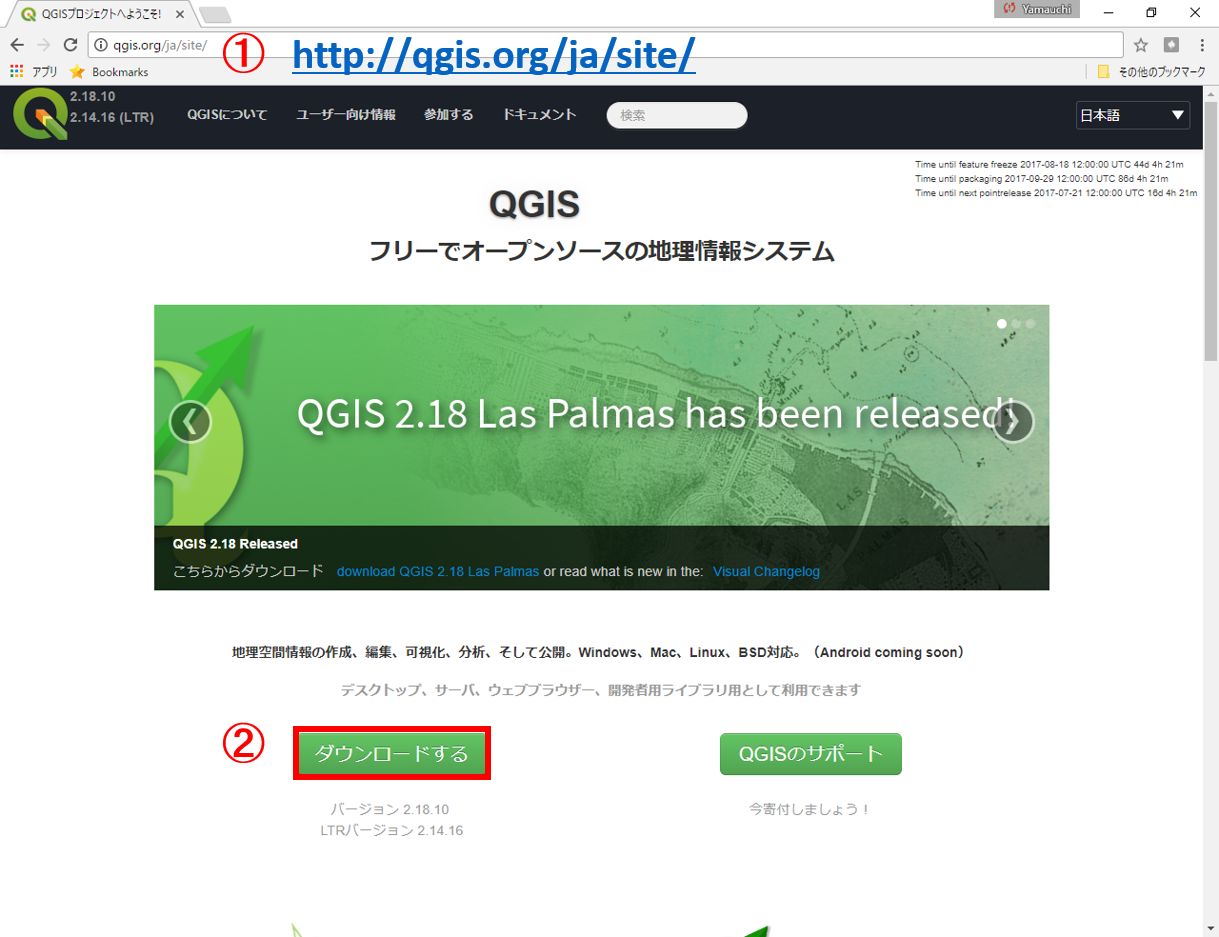 QGISプロジェクトへようこそ!
Yamauchi
qgis.org/ja/site/
① http://qgis.org/ja/site/
アプリ Bookmarks その他のブックマーク
2.18.10
2.14.16 (LTR)
QGISについて ユーザー向け情報 参加する ドキュメント 検索 日本語
Time until feature freeze 2017-08-18 12:00:00 UTC 44d 4h 21m
Time until packaging 2017-09-29 12:00:00 UTC 86d 4h 21m
Time until next pointrelease 2017-07-21 12:00:00 UTC 16d 4h 21m
QGIS
フリーでオープンソースの地理情報システム
QGIS 2.18 Las Palmas has been released!
LAS
PALMAS
QGIS 2.18 Released
こちらからダウンロード download QGIS 2.18 Las Palmas or read what is new in the: Visual Changelog
地理空間情報の作成、編集、可視化、分析、そして公開。Windows、Mac、Linux、BSD対応。（Android coming soon）
デスクトップ、サーバ、ウェブブラウザー、開発者用ライブラリ用として利用できます
② ダウンロードする QGISのサポート
バージョン 2.18.10 今寄付しましょう！
LTRバージョン 2.14.16